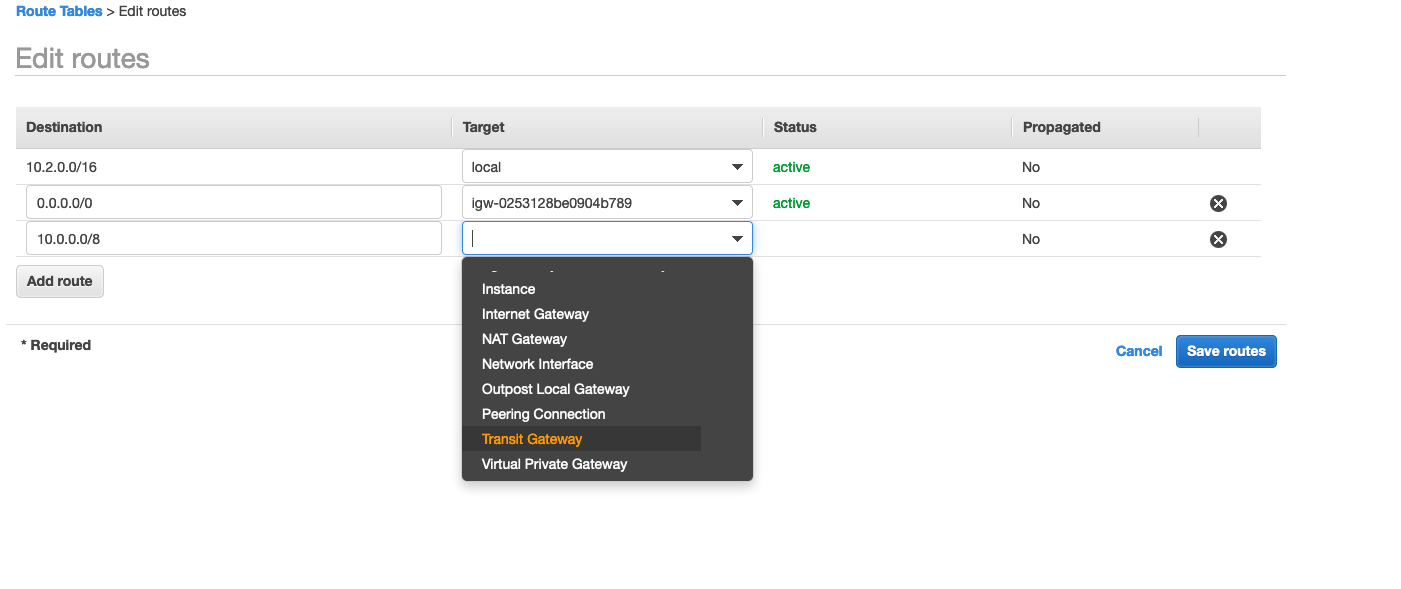 Route Tables > Edit routes
Edit routes
Destination Target Status Propagated
10.2.0.0/16 local active No
0.0.0.0/0 igw-0253128be0904b789 active No
10.0.0.0/8 No
Add route
Instance
Internet Gateway
NAT Gateway
Network Interface
Outpost Local Gateway
Peering Connection
Transit Gateway
Virtual Private Gateway
* Required
Cancel Save routes